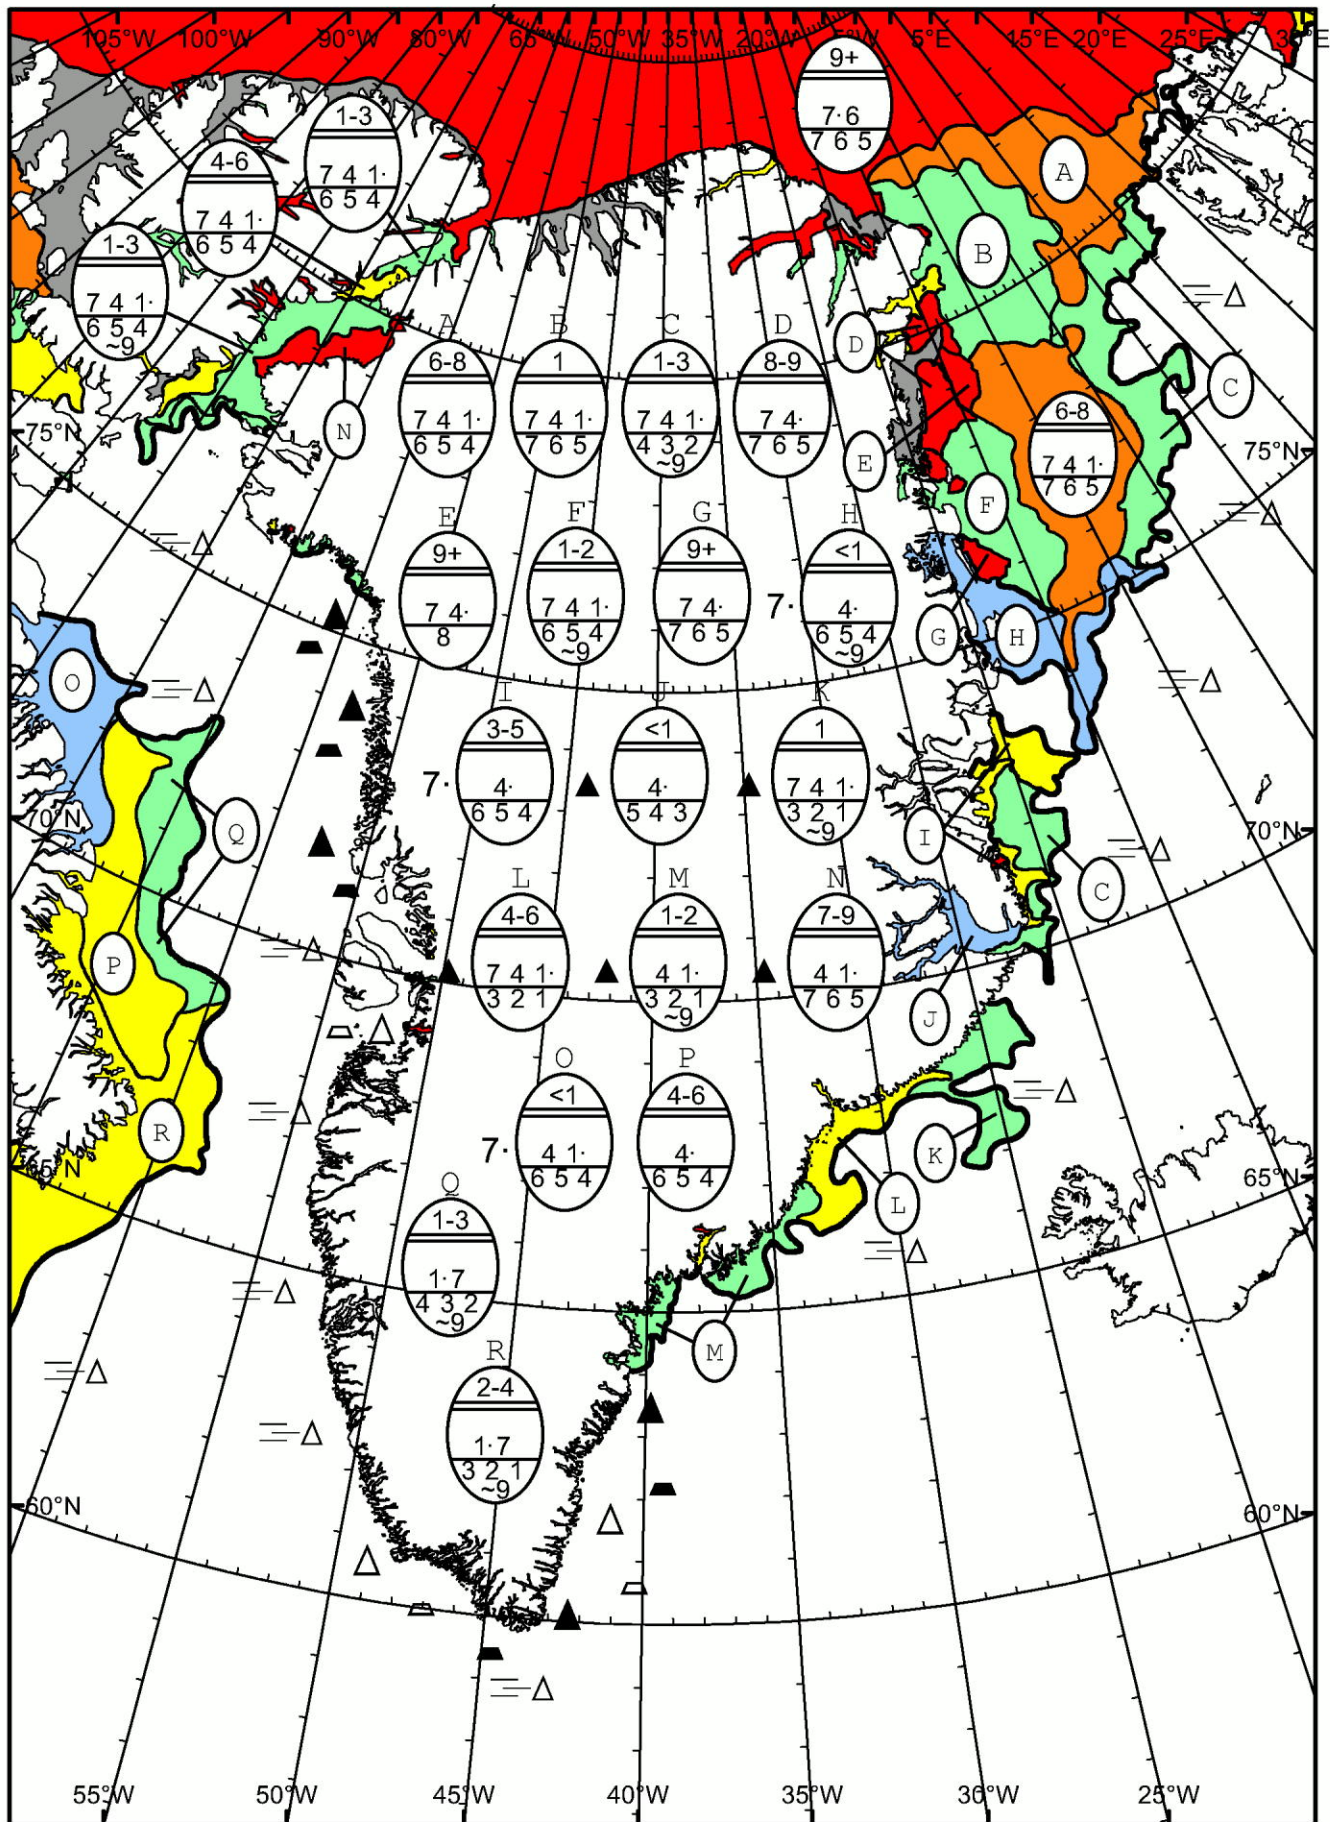 105°W 100°W 90°W 80°W 65°W 50°W 35°W 20°W 5°W 5°E 15°E 20°E 25°E 30°E
9+
7· 6
7 6 5
1-3
7 4 1·
6 5 4
4-6
7 4 1·
6 5 4
1-3
7 4 1·
6 5 4
~9
A
B
C
D
E
F
G
H
6-8
7 4 1·
7 6 5
75°N
75°N
N
A B C D
6-8 1 1-3 8-9
7 4 1· 7 4 1· 7 4 1· 7 4·
6 5 4 7 6 5 4 3 2 7 6 5
~9
E F G H
9+ 1-2 9+ <1
7 4· 7 4 1· 7 4· 7· 4·
8 6 5 4 7 6 5 6 5 4
~9 ~9
I J K
3-5 <1 1
7· 4· 4· 7 4 1·
6 5 4 5 4 3 3 2 1
~9
L M N
4-6 1-2 7-9
7 4 1· 4 1· 4 1·
3 2 1 3 2 1 7 6 5
~9
O P
<1 4-6
7· 4 1· 4·
6 5 4 6 5 4
Q
1-3
1·7
4 3 2
~9
R
2-4
1·7
3 2 1
~9
O
70°N
70°N
Q
P
R
I
C
J
K
L
M
65°N
65°N
60°N
60°N
55°W 50°W 45°W 40°W 35°W 30°W 25°W